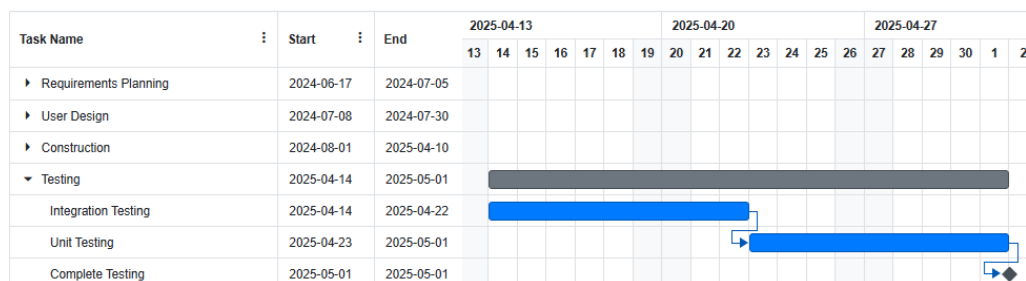 Task Name Start End 2025-04-13 2025-04-20 2025-04-27
13 14 15 16 17 18 19 20 21 22 23 24 25 26 27 28 29 30 1 2
Requirements Planning 2024-06-17 2024-07-05
User Design 2024-07-08 2024-07-30
Construction 2024-08-01 2025-04-10
Testing 2025-04-14 2025-05-01
Integration Testing 2025-04-14 2025-04-22
Unit Testing 2025-04-23 2025-05-01
Complete Testing 2025-05-01 2025-05-01